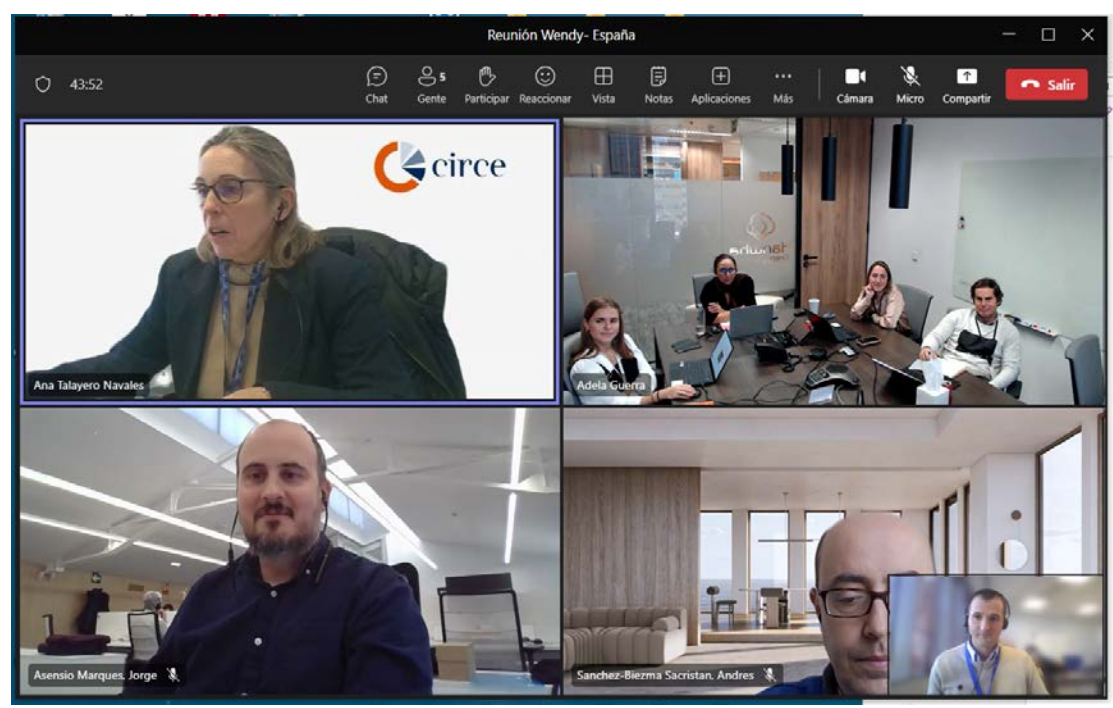 Reunión Wendy- España
43:52
Chat
Gente
5
Participar
Reaccionar
Vista
Notas
Aplicaciones
Más
Cámara
Micro
Compartir
Salir
circe
Ana Talayero Navales
Adela Guerra
Asensio Marques, Jorge
Sanchez-Biezma Sacristan, Andres